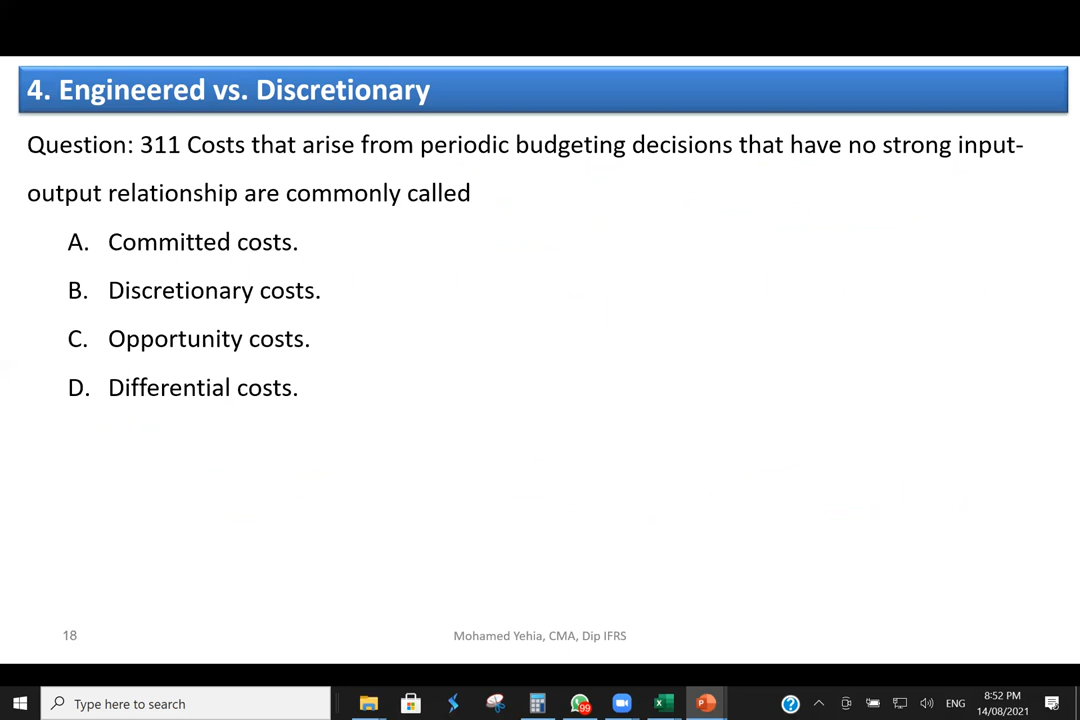 4. Engineered vs. Discretionary
Question: 311 Costs that arise from periodic budgeting decisions that have no strong input-
output relationship are commonly called
A. Committed costs.
B. Discretionary costs.
C. Opportunity costs.
D. Differential costs.
18
Mohamed Yehia, CMA, Dip IFRS
Type here to search
99
ENG
8:52 PM
14/08/2021